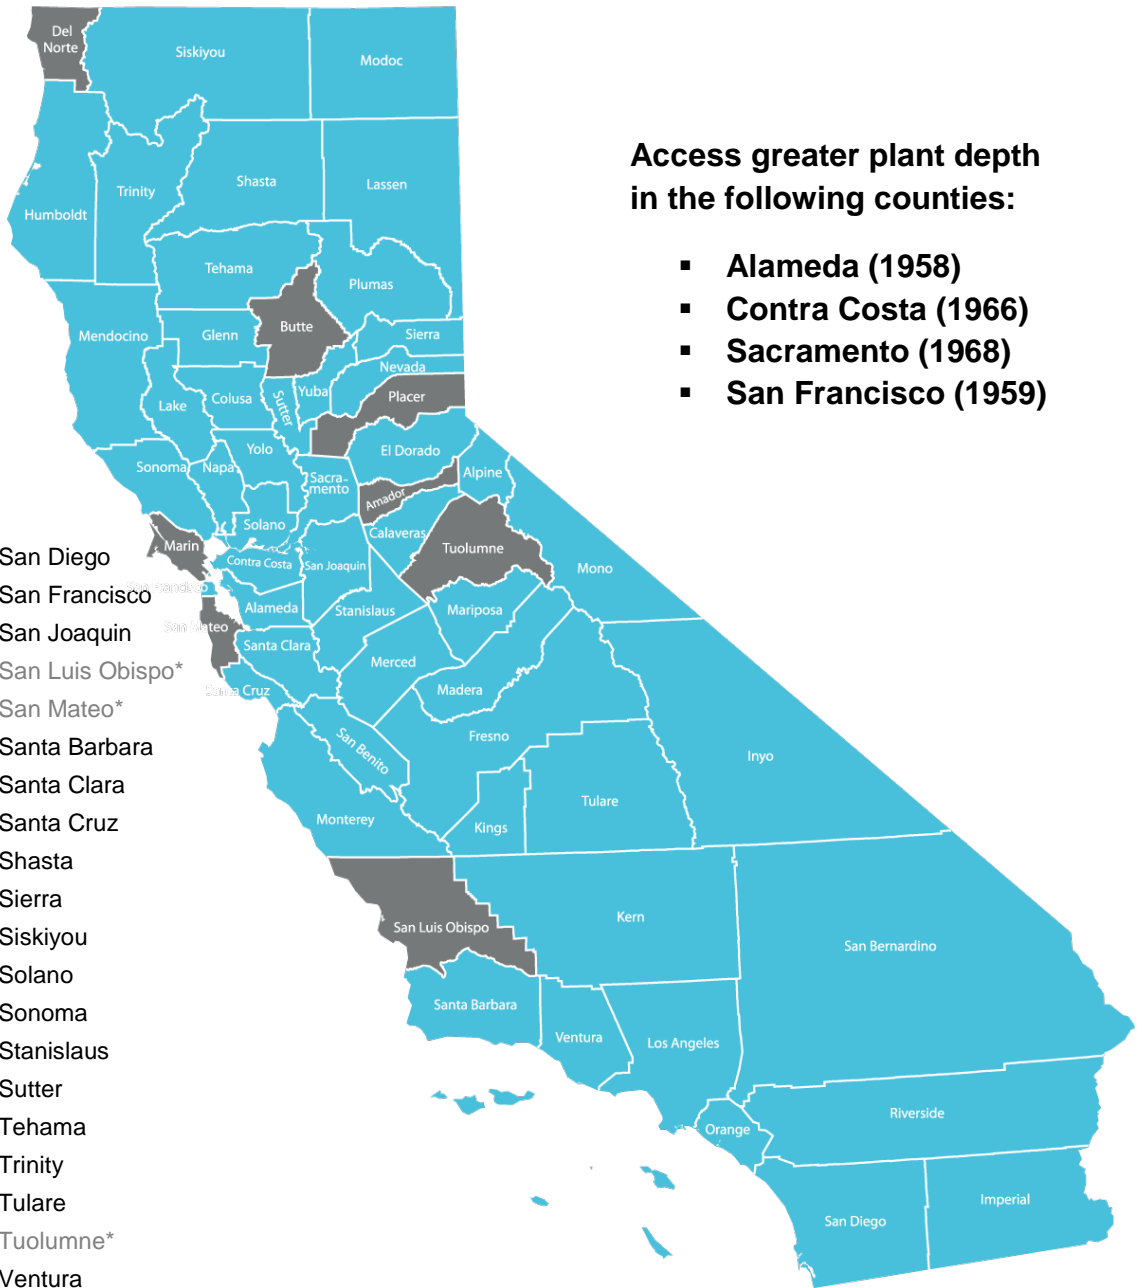 Del
Norte
Siskiyou
Modoc
Humboldt
Trinity
Shasta
Lassen
Tehama
Plumas
Butte
Mendocino
Glenn
Sierra
Nevada
Lake
Colusa
Sutter
Yuba
Placer
Yolo
El Dorado
Sonoma
Napa
Sacra-
mento
Alpine
Amador
Solano
Calaveras
Marin
Tuolumne
Contra Costa
San Joaquin
Mono
San Francisco
Alameda
Stanislaus
Mariposa
San Mateo
Santa Clara
Merced
Santa Cruz
Madera
San Benito
Fresno
Inyo
Monterey
Kings
Tulare
San Luis Obispo
Kern
San Bernardino
Santa Barbara
Ventura
Los Angeles
Orange
Riverside
San Diego
Imperial
Access greater plant depth
in the following counties:
▪ Alameda (1958)
▪ Contra Costa (1966)
▪ Sacramento (1968)
▪ San Francisco (1959)
San Diego
San Francisco
San Joaquin
San Luis Obispo*
San Mateo*
Santa Barbara
Santa Clara
Santa Cruz
Shasta
Sierra
Siskiyou
Solano
Sonoma
Stanislaus
Sutter
Tehama
Trinity
Tulare
Tuolumne*
Ventura